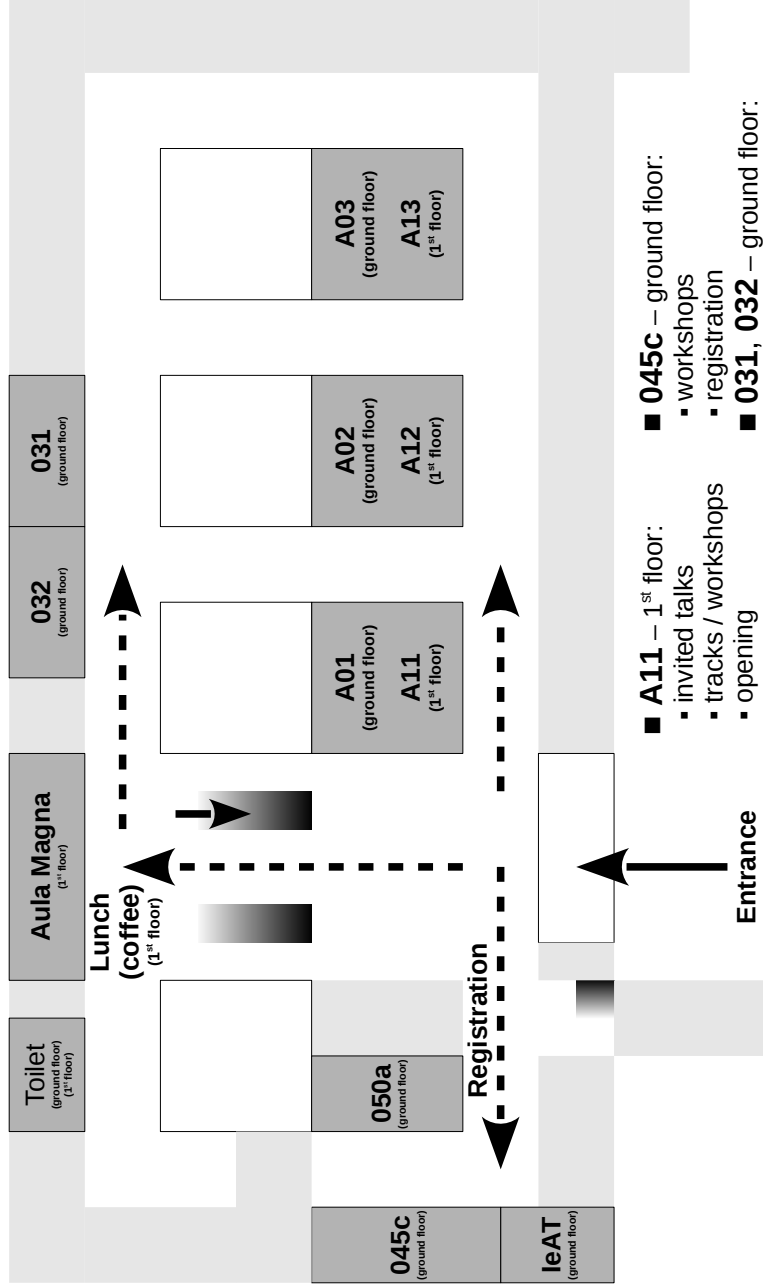 Toilet
(ground floor)
(1st floor)
Aula Magna
(1st floor)
032
(ground floor)
031
(ground floor)
Lunch
(coffee)
(1st floor)
045c
(ground floor)
IeAT
(ground floor)
050a
(ground floor)
A01
(ground floor)
A11
(1st floor)
A02
(ground floor)
A12
(1st floor)
A03
(ground floor)
A13
(1st floor)
Registration
Entrance
■ A11 – 1st floor:
▪ invited talks
▪ tracks / workshops
▪ opening
■ 045c – ground floor:
▪ workshops
▪ registration
■ 031, 032 – ground floor: